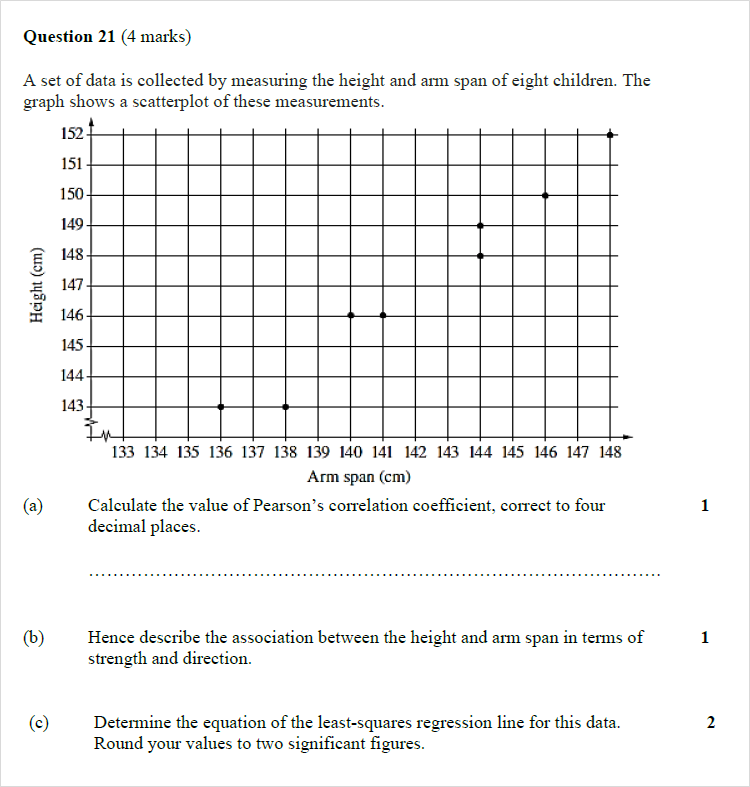 Question 21 (4 marks)
A set of data is collected by measuring the height and arm span of eight children. The
graph shows a scatterplot of these measurements.
152
151
150
149
148
147
146
145
144
143
Height (cm)
133 134 135 136 137 138 139 140 141 142 143 144 145 146 147 148
Arm span (cm)
(a) Calculate the value of Pearson's correlation coefficient, correct to four 1
decimal places.
(b) Hence describe the association between the height and arm span in terms of 1
strength and direction.
(c) Determine the equation of the least-squares regression line for this data. 2
Round your values to two significant figures.